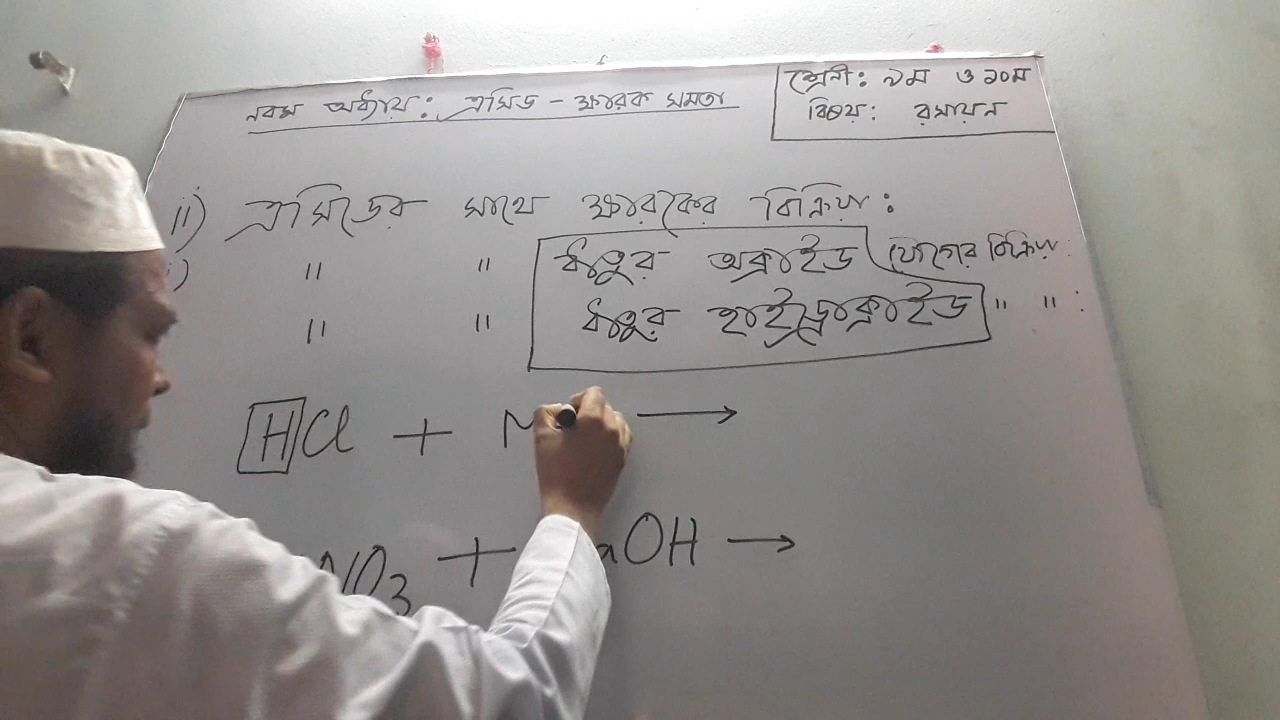 নবম অধ্যায়: এসিড - ক্ষারক সমতা
শ্রেনী: ৯ম ও ১০ম
বিষয়: রসায়ন
ii) এসিডের সাথে ক্ষারকের বিক্রিয়া:
) " " ধাতুর অক্সাইড যৌগের বিক্রিয়া:
" " ধাতুর হাইড্রোক্সাইড " " :
HCl + M →
NO3 + aOH →